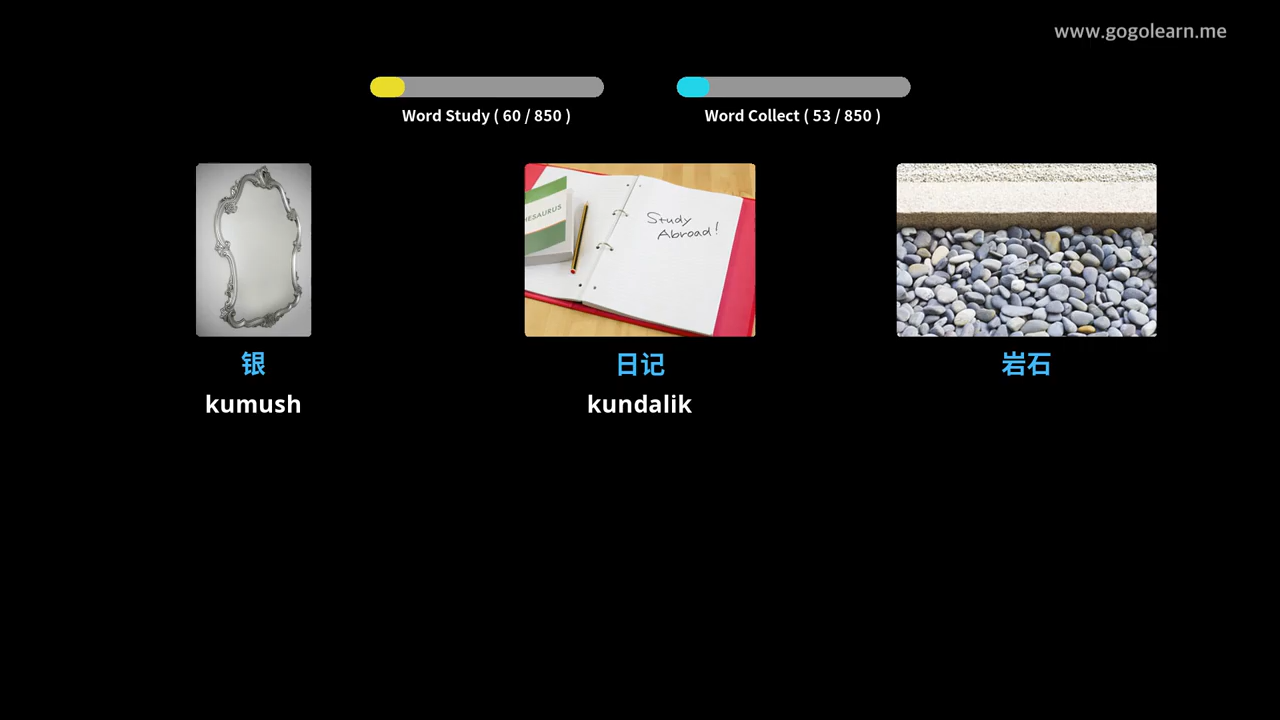 www.gogolearn.me
Word Study ( 60 / 850 )
Word Collect ( 53 / 850 )
HESAURUS
Study
Abroad!
银
日记
岩石
kumush
kundalik